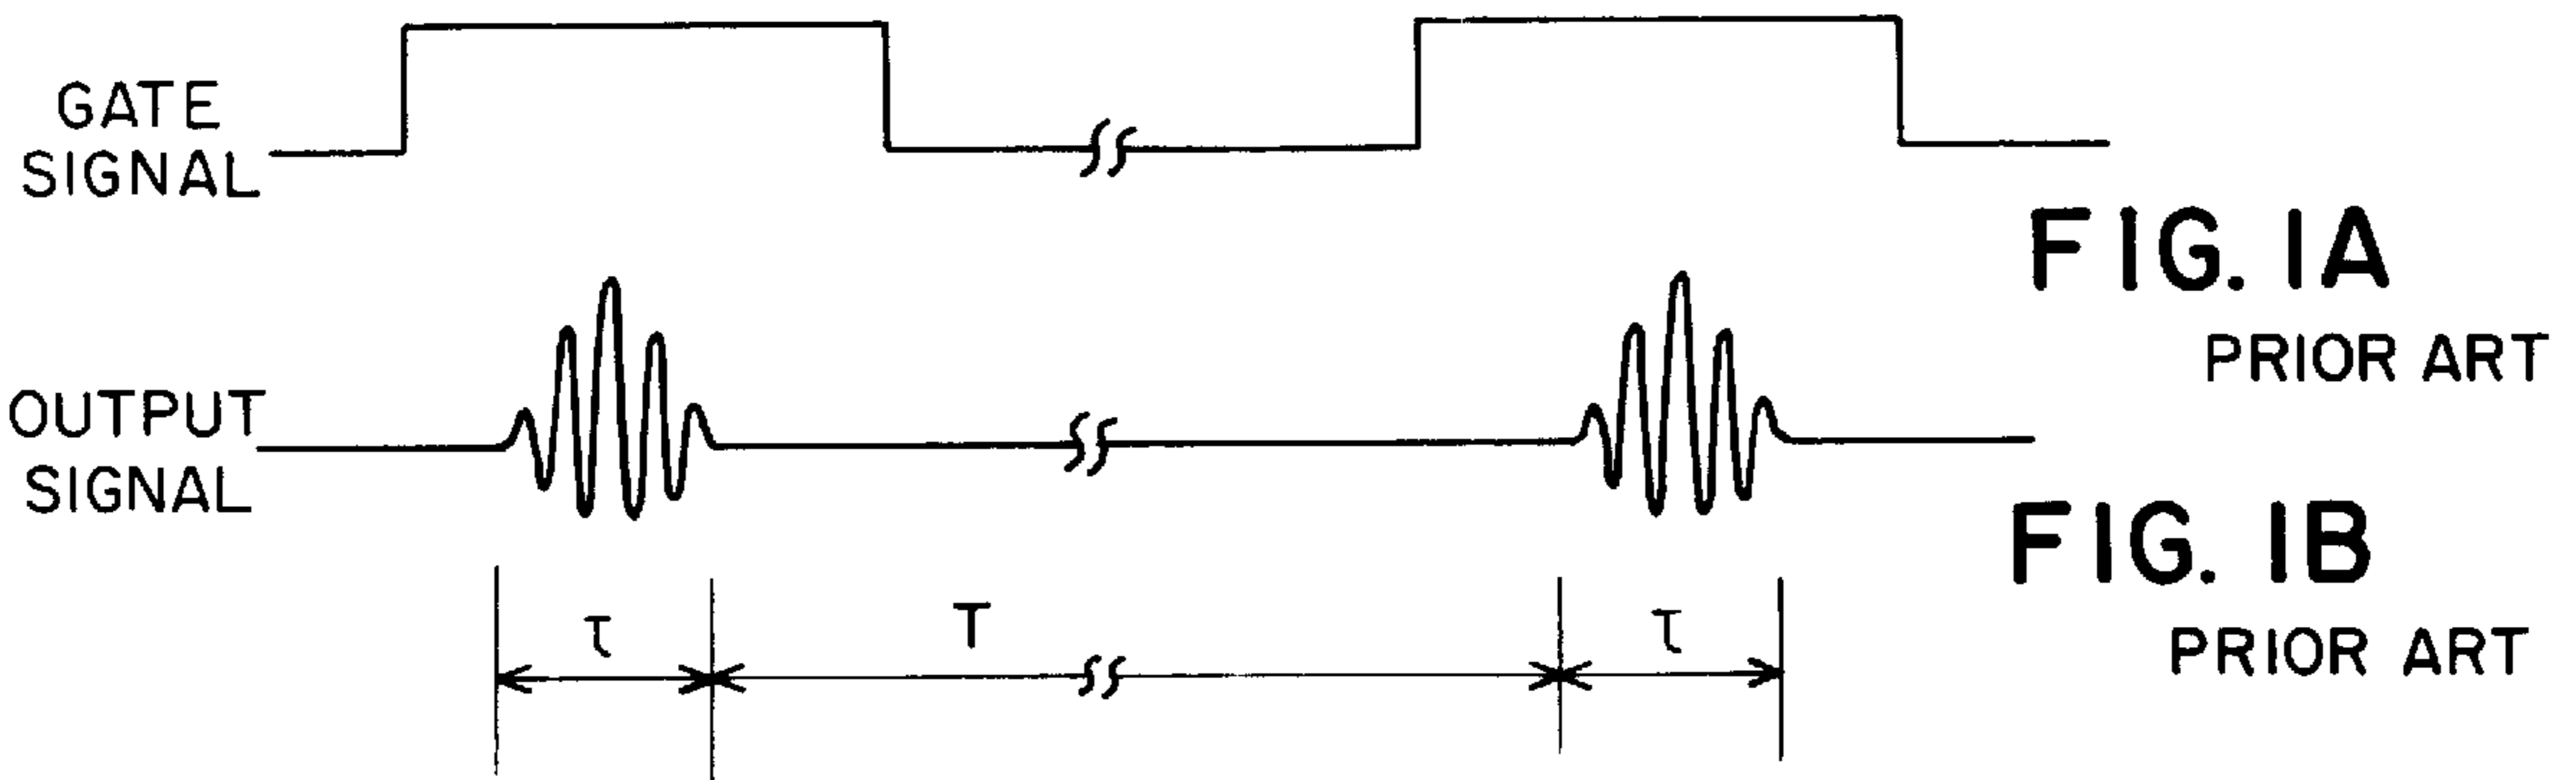 GATE
SIGNAL
FIG. 1A
PRIOR ART
OUTPUT
SIGNAL
FIG. 1B
PRIOR ART
τ
T
τ